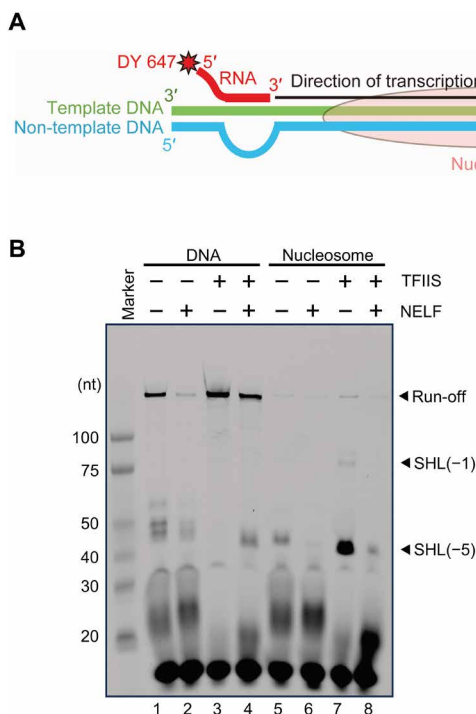 A
DY 647 5′ RNA 3′ Direction of transcription
3′
Template DNA
Non-template DNA
5′
Nuc
B
DNA Nucleosome
Marker − − + + − − + + TFIIS
− + − + − + − + NELF
(nt)
Run-off
100
SHL(−1)
75
50
SHL(−5)
40
30
20
1 2 3 4 5 6 7 8